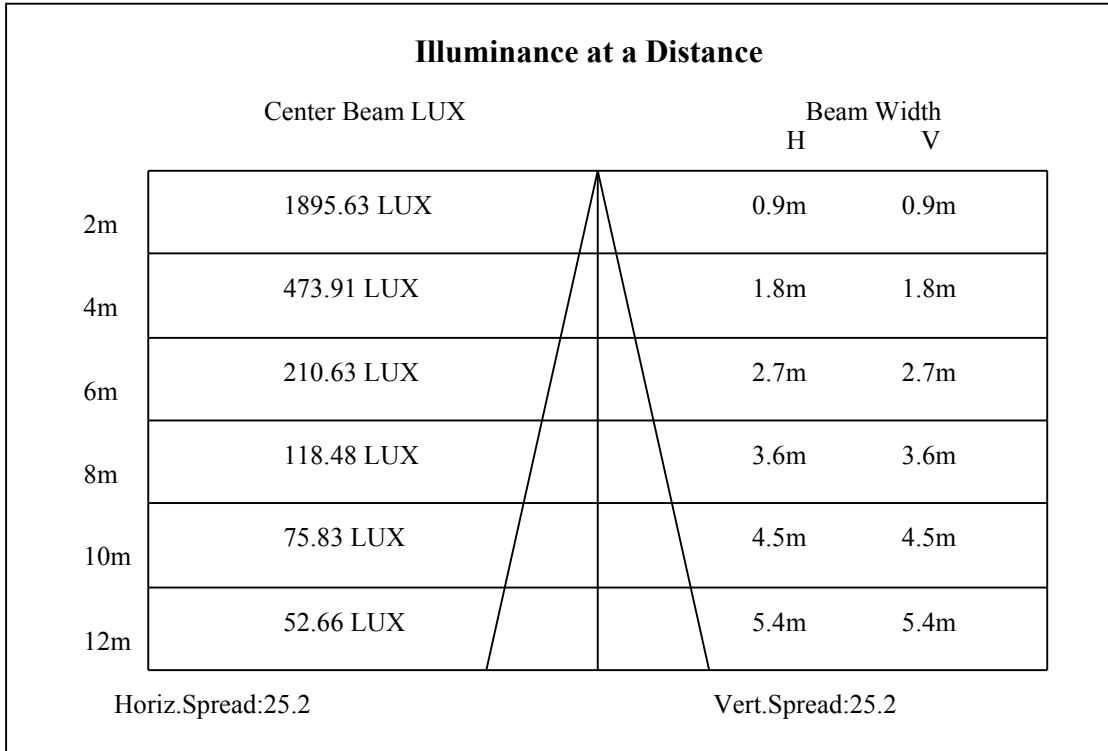 Illuminance at a Distance
Center Beam LUX Beam Width
H V
2m 1895.63 LUX 0.9m 0.9m
4m 473.91 LUX 1.8m 1.8m
6m 210.63 LUX 2.7m 2.7m
8m 118.48 LUX 3.6m 3.6m
10m 75.83 LUX 4.5m 4.5m
12m 52.66 LUX 5.4m 5.4m
Horiz.Spread:25.2 Vert.Spread:25.2